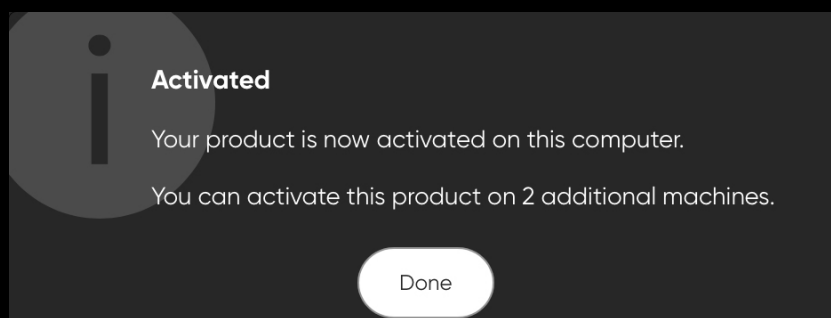 Activated
Your product is now activated on this computer.
You can activate this product on 2 additional machines.
Done